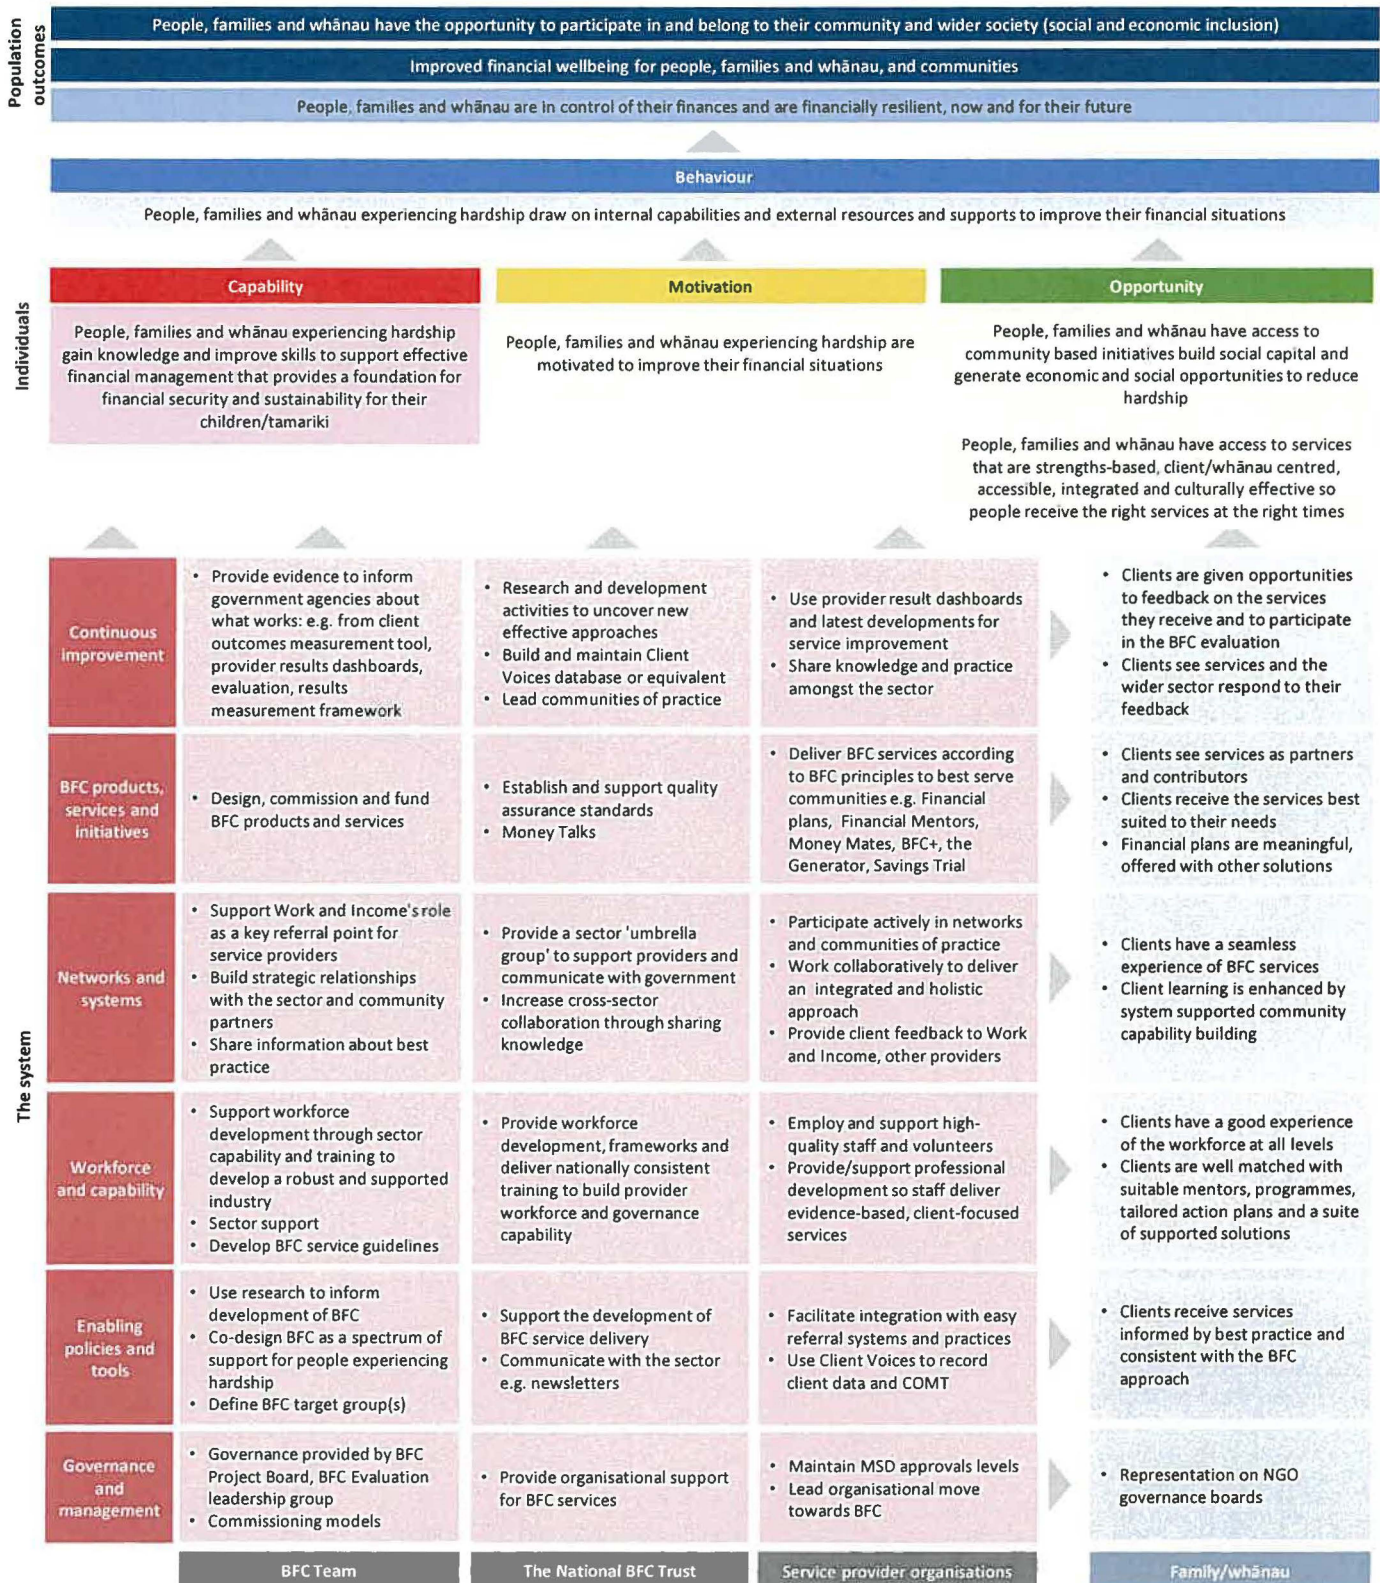 Population
outcomes
People, families and whānau have the opportunity to participate in and belong to their community and wider society (social and economic inclusion)
Improved financial wellbeing for people, families and whānau, and communities
People, families and whānau are in control of their finances and are financially resilient, now and for their future
Behaviour
People, families and whānau experiencing hardship draw on internal capabilities and external resources and supports to improve their financial situations
Individuals
Capability
People, families and whānau experiencing hardship
gain knowledge and improve skills to support effective
financial management that provides a foundation for
financial security and sustainability for their
children/tamariki
Motivation
People, families and whānau experiencing hardship are
motivated to improve their financial situations
Opportunity
People, families and whānau have access to
community based initiatives build social capital and
generate economic and social opportunities to reduce
hardship
People, families and whānau have access to services
that are strengths-based, client/whānau centred,
accessible, integrated and culturally effective so
people receive the right services at the right times
The system
Continuous
improvement
• Provide evidence to inform
government agencies about
what works: e.g. from client
outcomes measurement tool,
provider results dashboards,
evaluation, results
measurement framework
• Research and development
activities to uncover new
effective approaches
• Build and maintain Client
Voices database or equivalent
• Lead communities of practice
• Use provider result dashboards
and latest developments for
service improvement
• Share knowledge and practice
amongst the sector
• Clients are given opportunities
to feedback on the services
they receive and to participate
in the BFC evaluation
• Clients see services and the
wider sector respond to their
feedback
BFC products,
services and
initiatives
• Design, commission and fund
BFC products and services
• Establish and support quality
assurance standards
• Money Talks
• Deliver BFC services according
to BFC principles to best serve
communities e.g. Financial
plans, Financial Mentors,
Money Mates, BFC+, the
Generator, Savings Trial
• Clients see services as partners
and contributors
• Clients receive the services best
suited to their needs
• Financial plans are meaningful,
offered with other solutions
Networks and
systems
• Support Work and Income's role
as a key referral point for
service providers
• Build strategic relationships
with the sector and community
partners
• Share information about best
practice
• Provide a sector 'umbrella
group' to support providers and
communicate with government
• Increase cross-sector
collaboration through sharing
knowledge
• Participate actively in networks
and communities of practice
• Work collaboratively to deliver
an integrated and holistic
approach
• Provide client feedback to Work
and Income, other providers
• Clients have a seamless
experience of BFC services
• Client learning is enhanced by
system supported community
capability building
Workforce
and capability
• Support workforce
development through sector
capability and training to
develop a robust and supported
industry
• Sector support
• Develop BFC service guidelines
• Provide workforce
development, frameworks and
deliver nationally consistent
training to build provider
workforce and governance
capability
• Employ and support high-
quality staff and volunteers
• Provide/support professional
development so staff deliver
evidence-based, client-focused
services
• Clients have a good experience
of the workforce at all levels
• Clients are well matched with
suitable mentors, programmes,
tailored action plans and a suite
of supported solutions
Enabling
policies and
tools
• Use research to inform
development of BFC
• Co-design BFC as a spectrum of
support for people experiencing
hardship
• Define BFC target group(s)
• Support the development of
BFC service delivery
• Communicate with the sector
e.g. newsletters
• Facilitate integration with easy
referral systems and practices
• Use Client Voices to record
client data and COMT
• Clients receive services
informed by best practice and
consistent with the BFC
approach
Governance
and
management
• Governance provided by BFC
Project Board, BFC Evaluation
leadership group
• Commissioning models
• Provide organisational support
for BFC services
• Maintain MSD approvals levels
• Lead organisational move
towards BFC
• Representation on NGO
governance boards
BFC Team
The National BFC Trust
Service provider organisations
Family/whānau